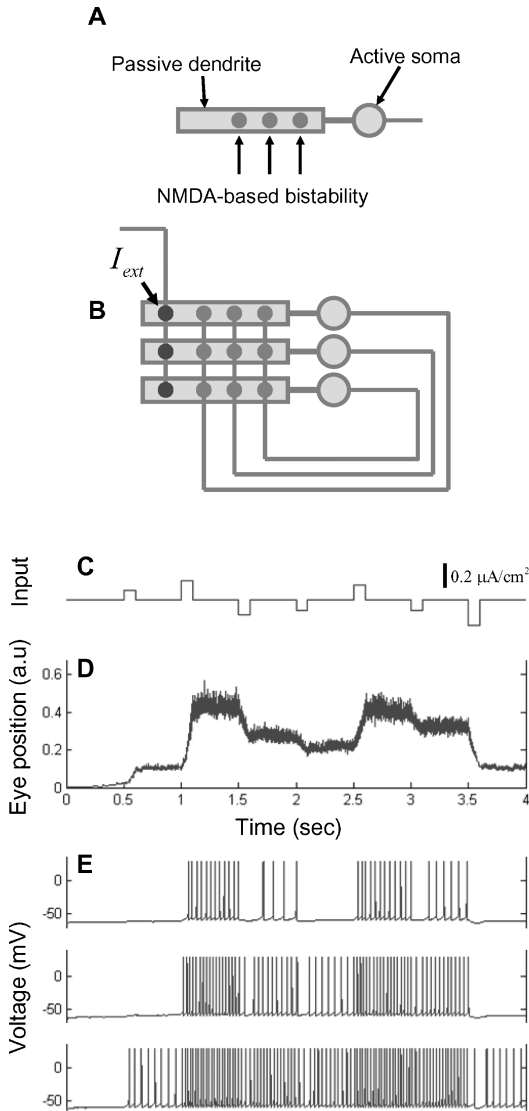 A
Passive dendrite
Active soma
NMDA-based bistability
I ext
B
C
Input
0.2 μA/cm²
D
Eye position (a.u)
0.6
0.4
0.2
0
0 0.5 1 1.5 2 2.5 3 3.5 4
Time (sec)
E
Voltage (mV)
0
-50
0
-50
0
-50